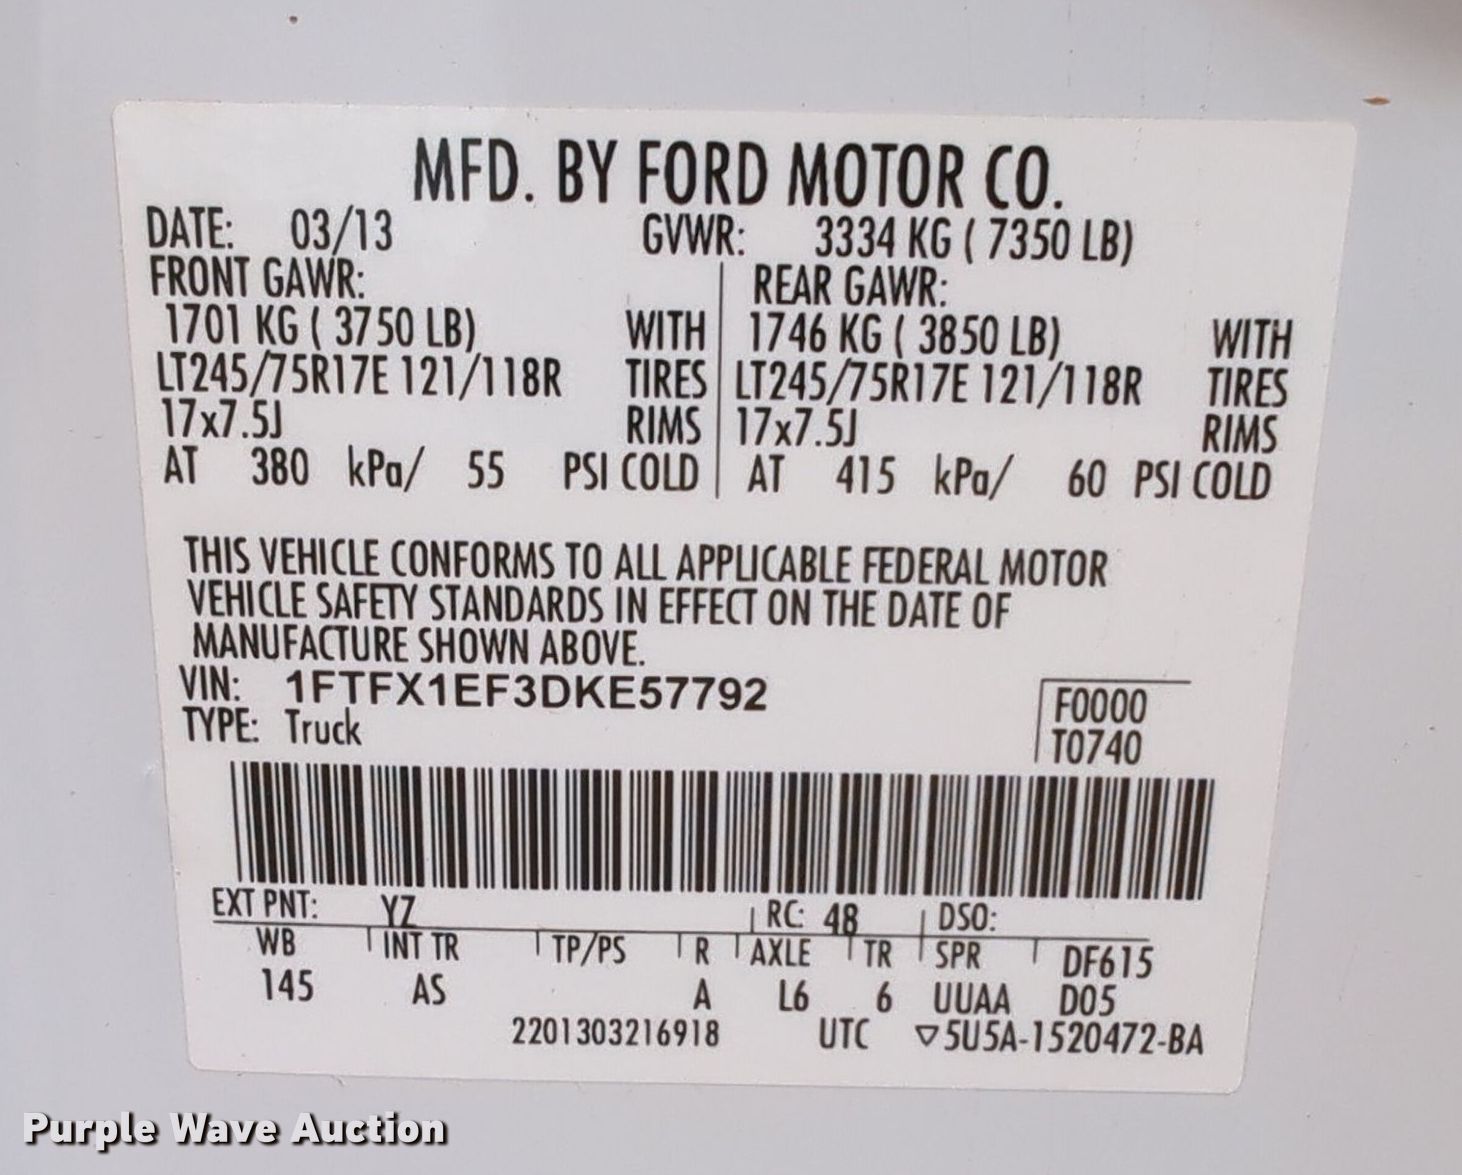 MFD. BY FORD MOTOR CO.
DATE: 03/13 GVWR: 3334 KG ( 7350 LB)
FRONT GAWR: REAR GAWR:
1701 KG ( 3750 LB) WITH 1746 KG ( 3850 LB) WITH
LT245/75R17E 121/118R TIRES LT245/75R17E 121/118R TIRES
17x7.5J RIMS 17x7.5J RIMS
AT 380 kPa/ 55 PSI COLD AT 415 kPa/ 60 PSI COLD
THIS VEHICLE CONFORMS TO ALL APPLICABLE FEDERAL MOTOR
VEHICLE SAFETY STANDARDS IN EFFECT ON THE DATE OF
MANUFACTURE SHOWN ABOVE.
VIN: 1FTFX1EF3DKE57792 F0000
TYPE: Truck T0740
EXT PNT: YZ RC: 48 DSO:
WB INT TR TP/PS R AXLE TR SPR DF615
145 AS A L6 6 UUAA D05
2201303216918 UTC ▽5U5A-1520472-BA
Purple Wave Auction